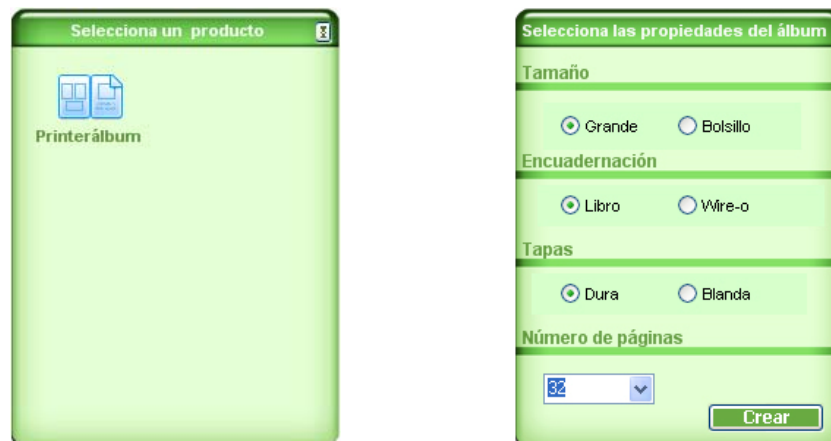 Selecciona un producto
Printerálbum
Selecciona las propiedades del álbum
Tamaño
Grande Bolsillo
Encuadernación
Libro Wire-o
Tapas
Dura Blanda
Número de páginas
32
Crear